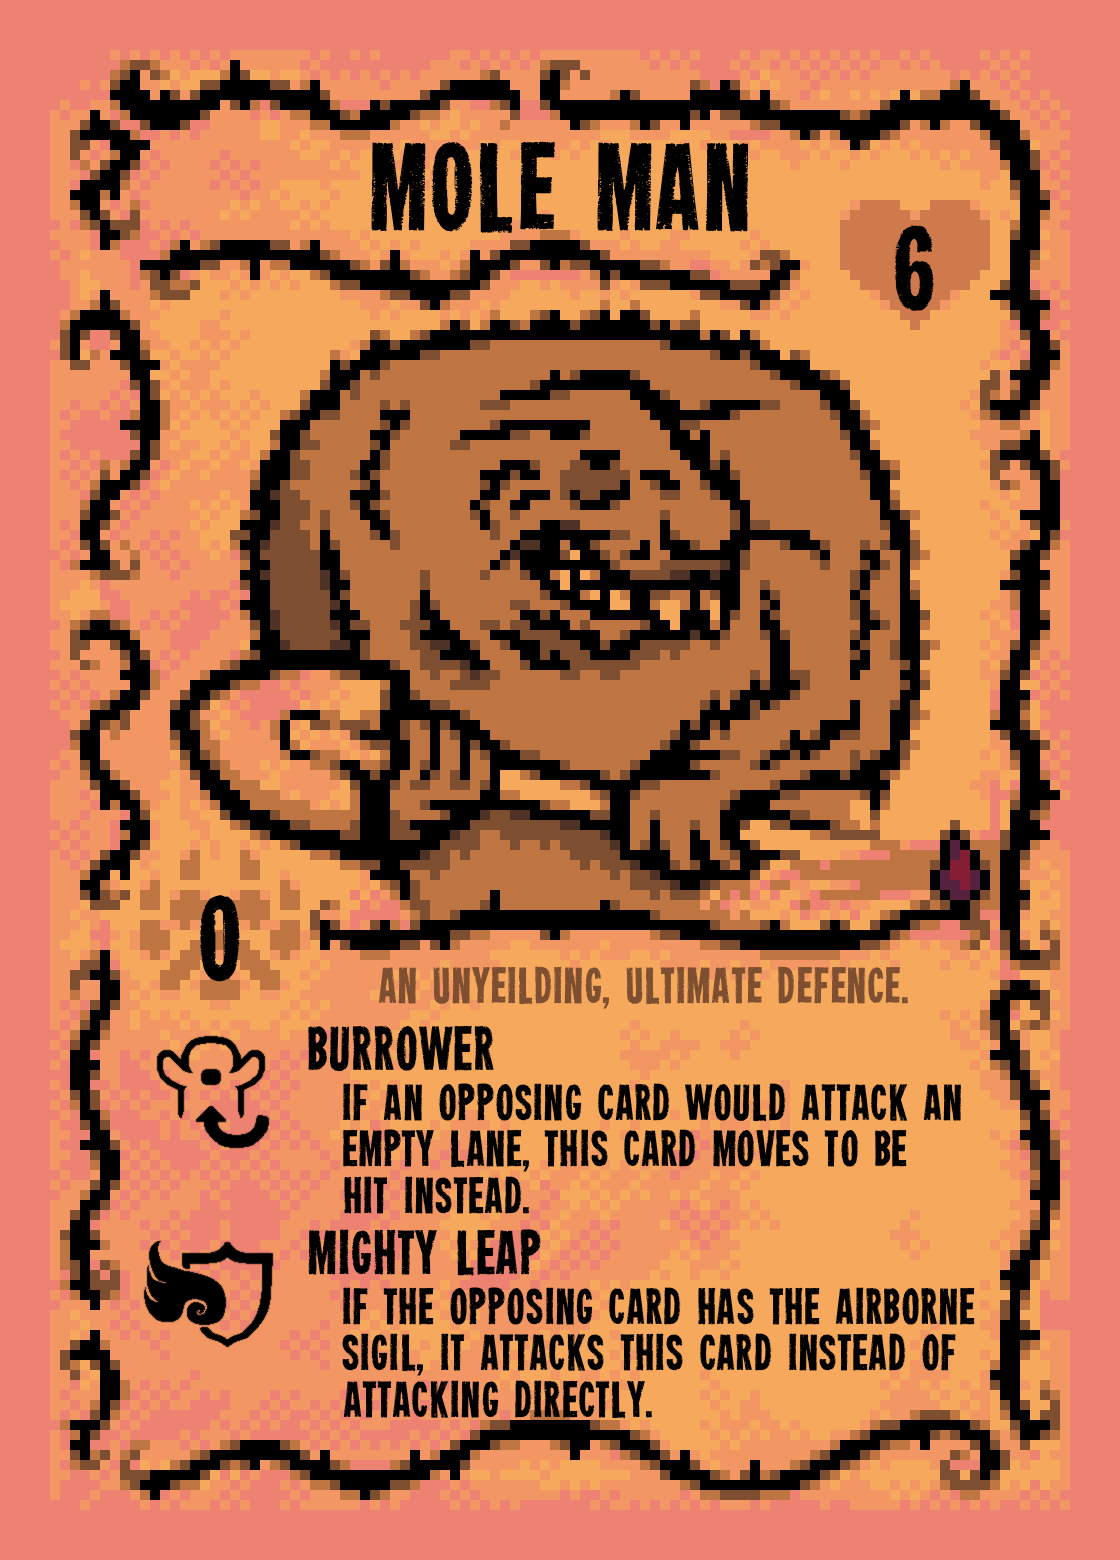 MOLE MAN
6
0
AN UNYEILDING, ULTIMATE DEFENCE.
BURROWER
IF AN OPPOSING CARD WOULD ATTACK AN
EMPTY LANE, THIS CARD MOVES TO BE
HIT INSTEAD.
MIGHTY LEAP
IF THE OPPOSING CARD HAS THE AIRBORNE
SIGIL, IT ATTACKS THIS CARD INSTEAD OF
ATTACKING DIRECTLY.